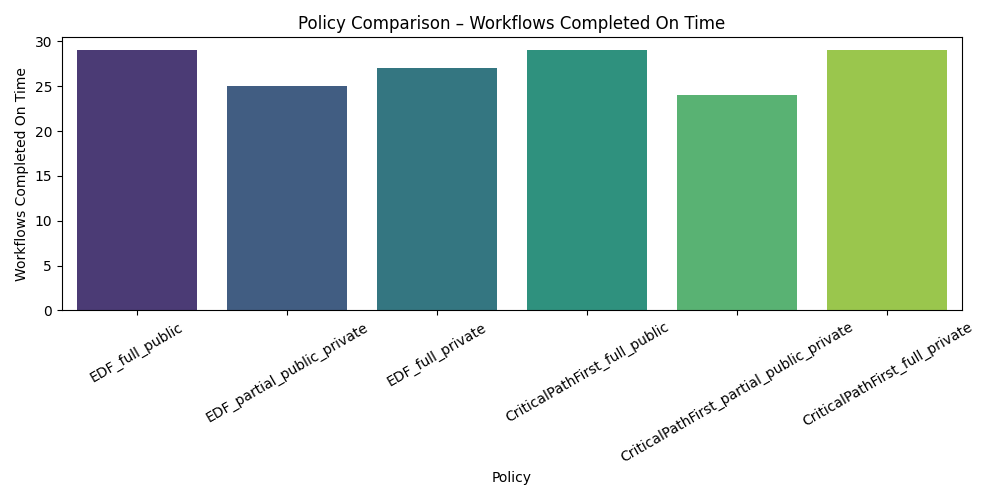 Policy Comparison – Workflows Completed On Time
Workflows Completed On Time
30
25
20
15
10
5
0
EDF_full_public
EDF_partial_public_private
EDF_full_private
CriticalPathFirst_full_public
CriticalPathFirst_partial_public_private
CriticalPathFirst_full_private
Policy